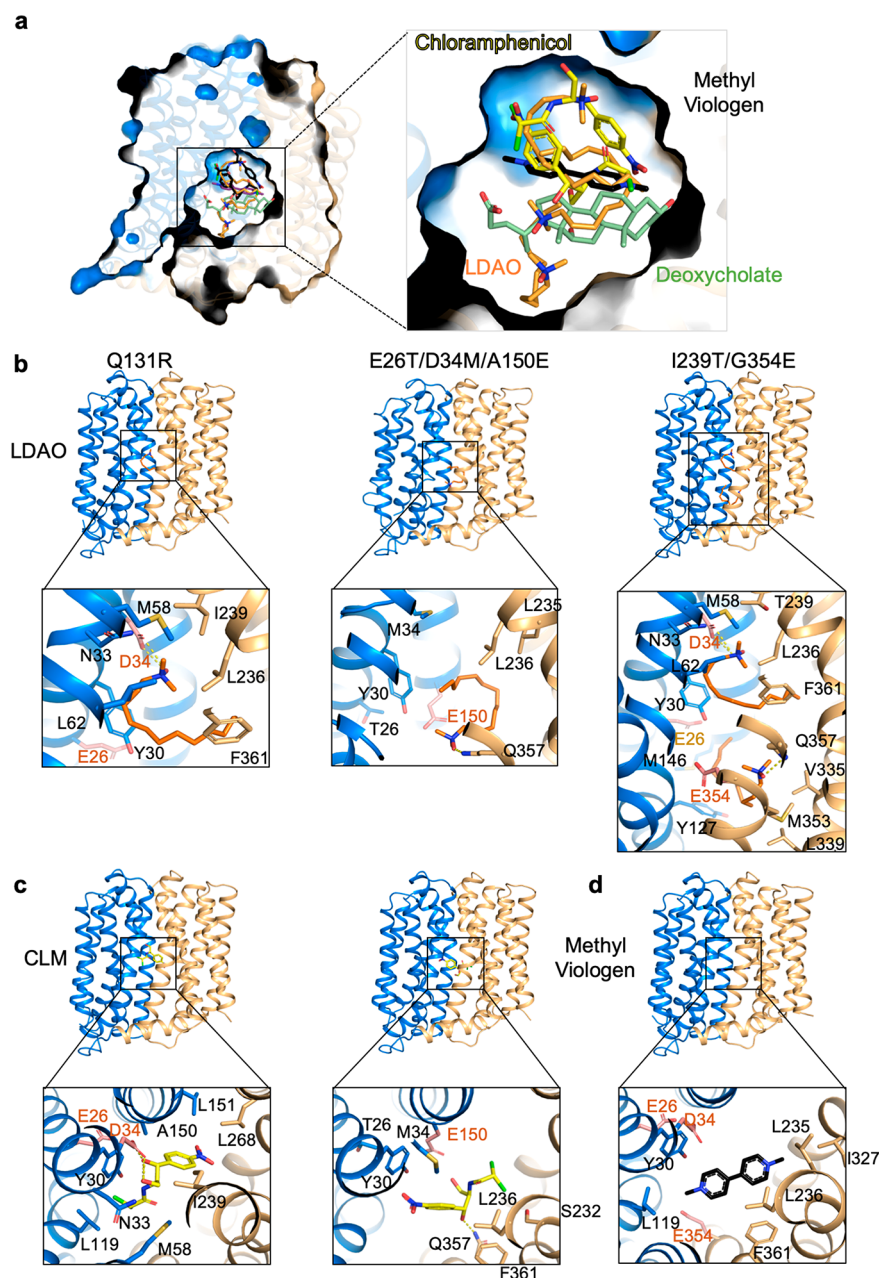 a
Chloramphenicol
Methyl
Viologen
LDAO
Deoxycholate
b
Q131R
E26T/D34M/A150E
I239T/G354E
LDAO
M58
I239
N33
D34
L236
L62
E26
Y30
F361
L235
M34
L236
Y30
T26
E150
Q357
M58
T239
N33
D34
L236
L62
Y30
F361
E26
Q357
M146
V335
E354
Y127
M353
L339
c
d
CLM
Methyl
Viologen
L151
E26
D34
A150
L268
Y30
I239
N33
L119
M58
T26
M34
E150
Y30
L236
S232
Q357
F361
E26
D34
L235
I327
Y30
L236
L119
E354
F361